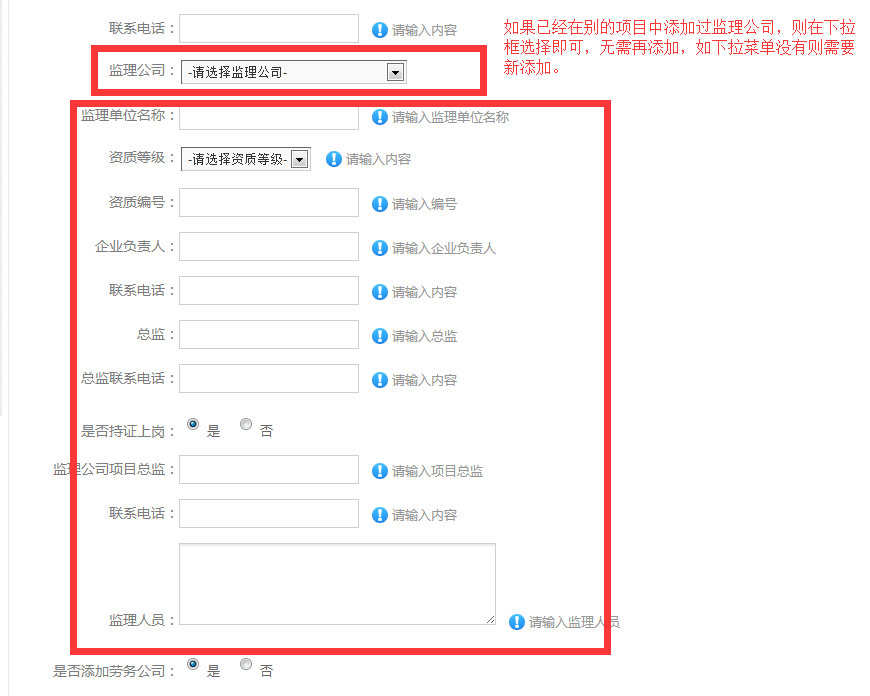 联系电话： 请输入内容
如果已经在别的项目中添加过监理公司，则在下拉
框选择即可，无需再添加，如下拉菜单没有则需要
新添加。
监理公司： -请选择监理公司-
监理单位名称： 请输入监理单位名称
资质等级： -请选择资质等级- 请输入内容
资质编号： 请输入编号
企业负责人： 请输入企业负责人
联系电话： 请输入内容
总监： 请输入总监
总监联系电话： 请输入内容
是否持证上岗： 是 否
监理公司项目总监： 请输入项目总监
联系电话： 请输入内容
监理人员： 请输入监理人员
是否添加劳务公司： 是 否